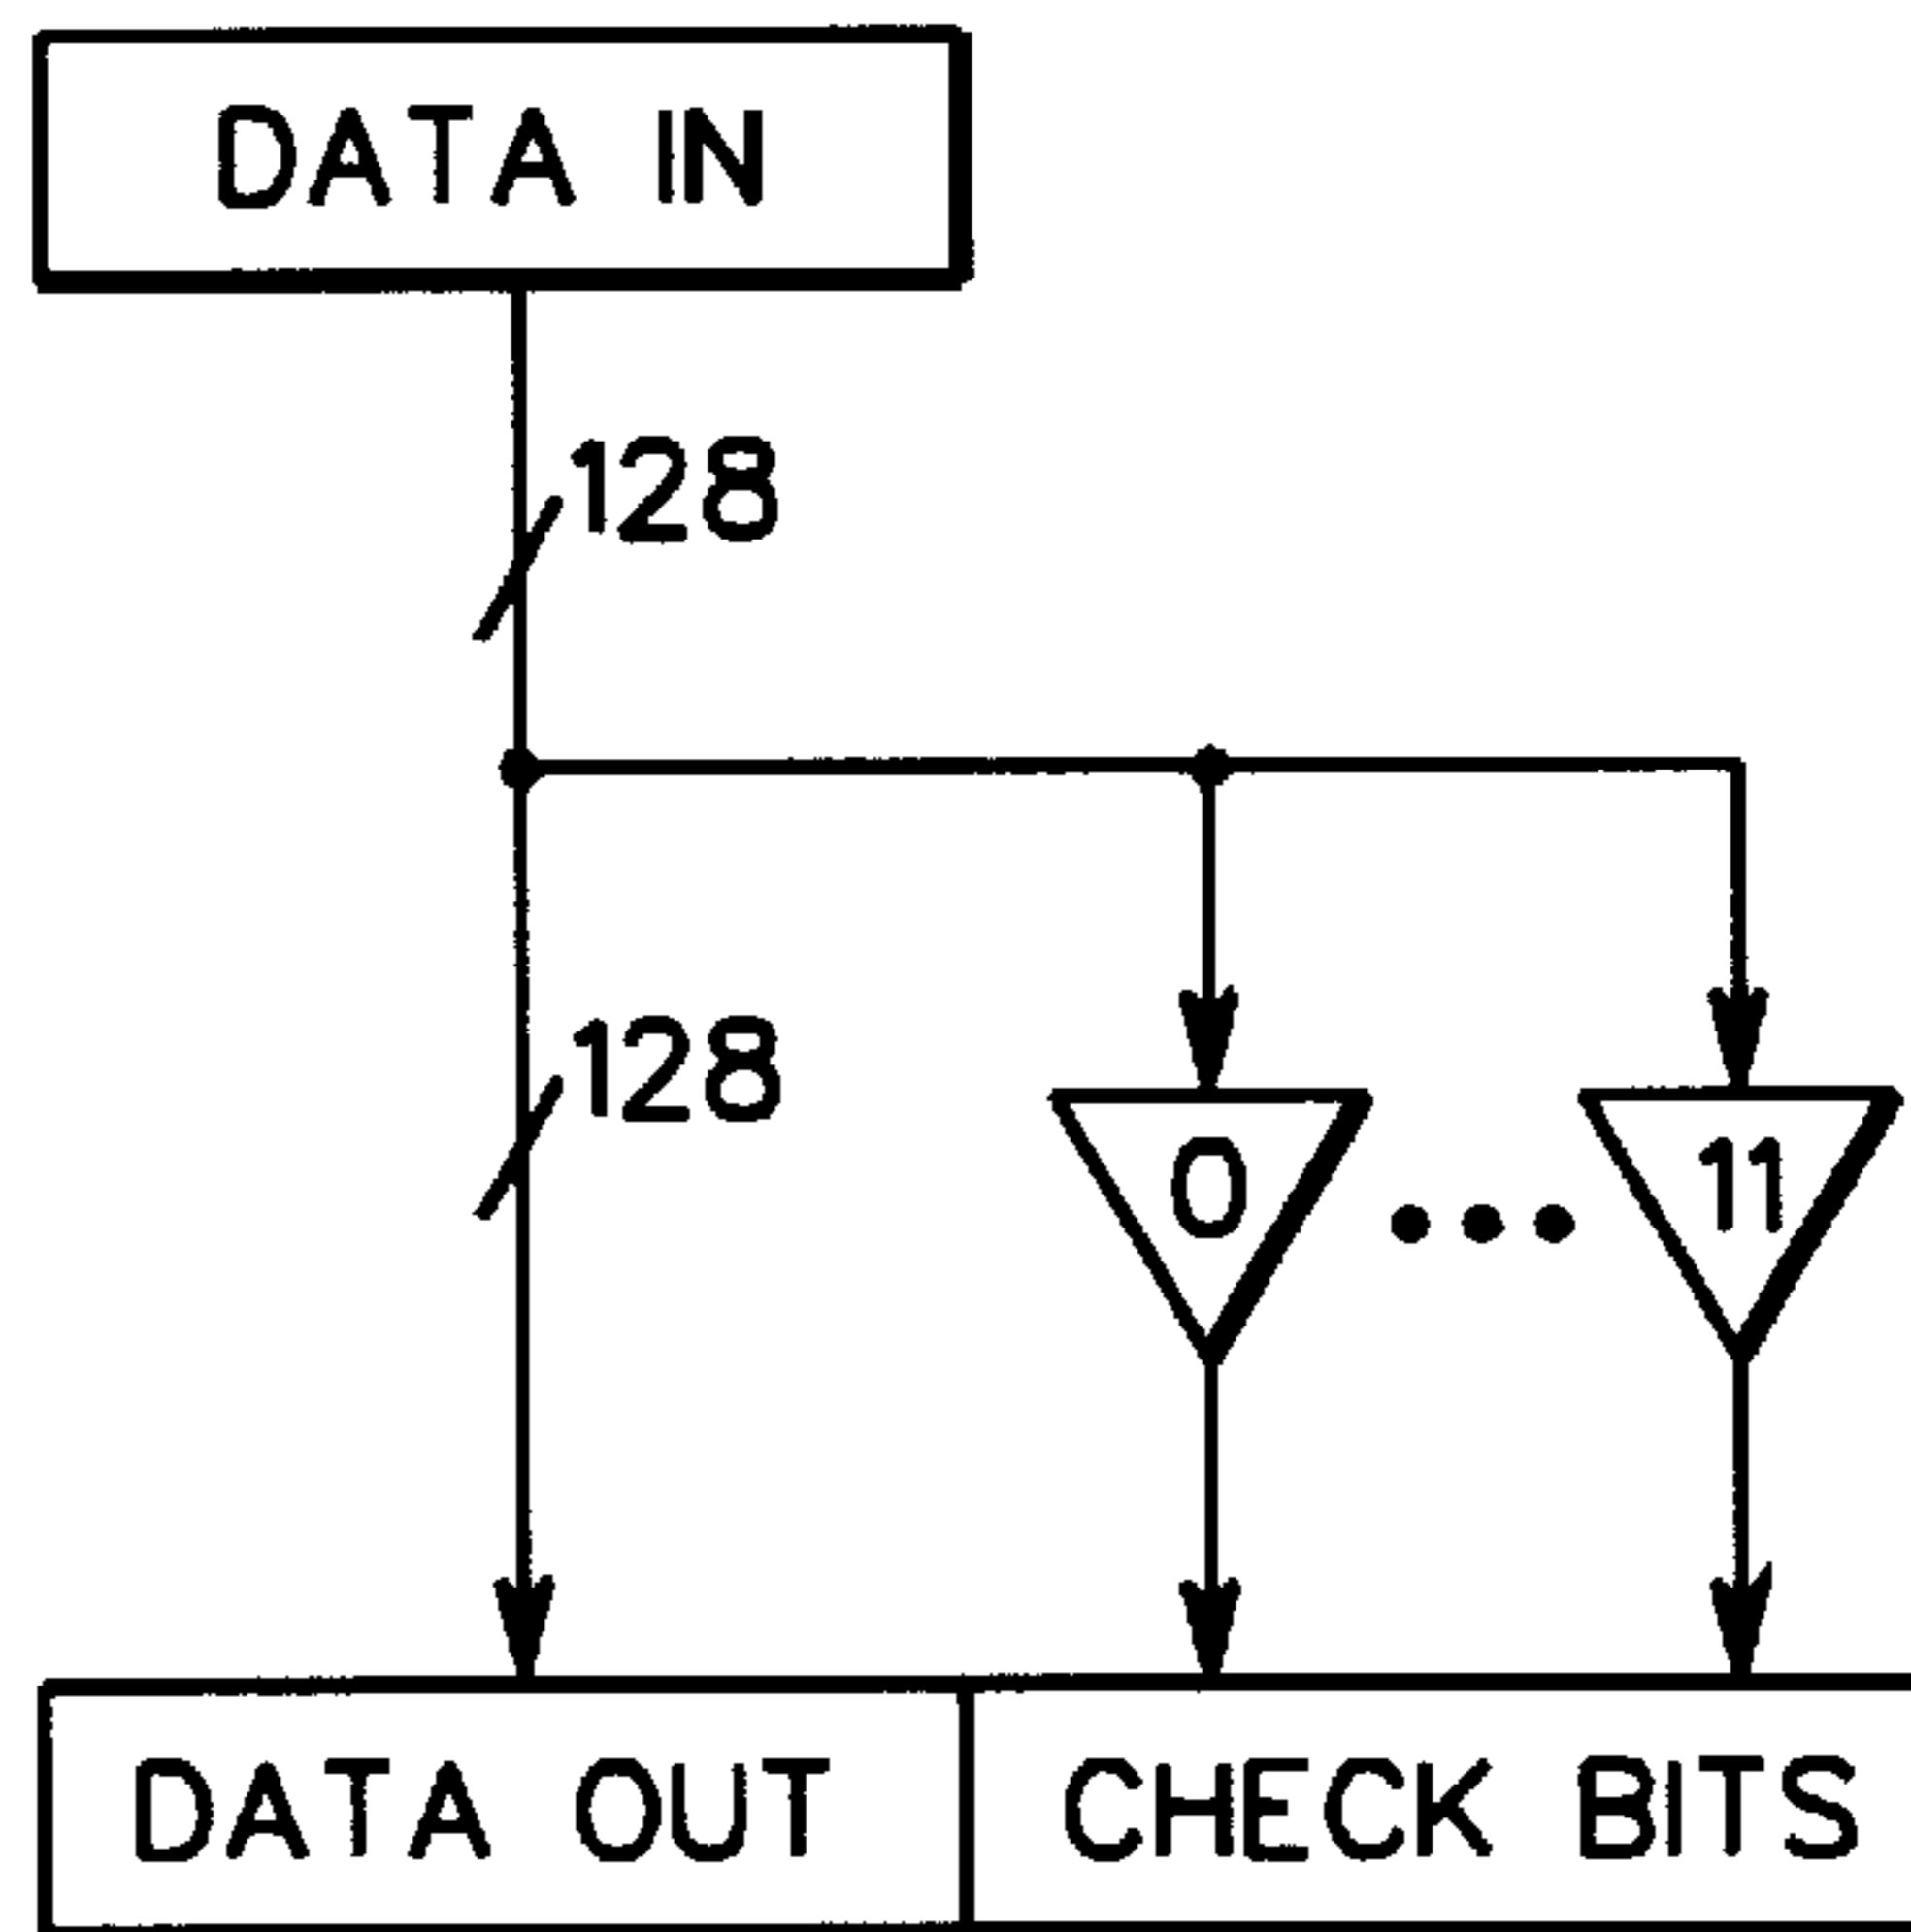 DATA IN
128
128
0 ... 11
DATA OUT CHECK BITS